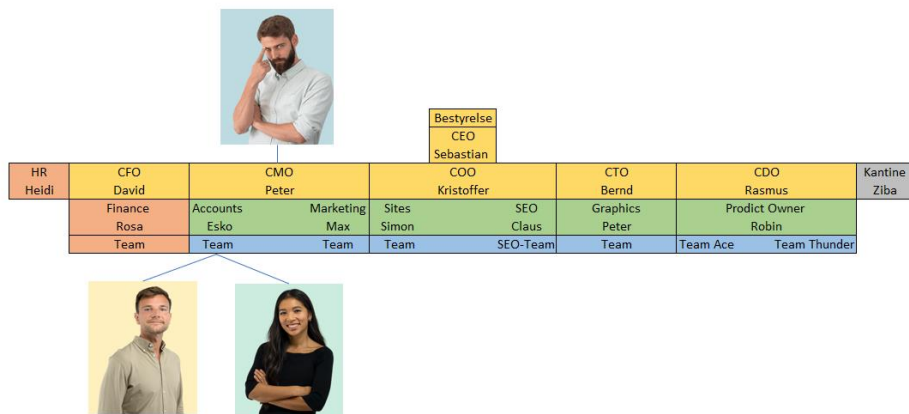 Bestyrelse
CEO
Sebastian
HR CFO CMO COO CTO CDO Kantine
Heidi David Peter Kristoffer Bernd Rasmus Ziba
Finance Accounts Marketing Sites SEO Graphics Prodict Owner
Rosa Esko Max Simon Claus Peter Robin
Team Team Team Team SEO-Team Team Team Ace Team Thunder